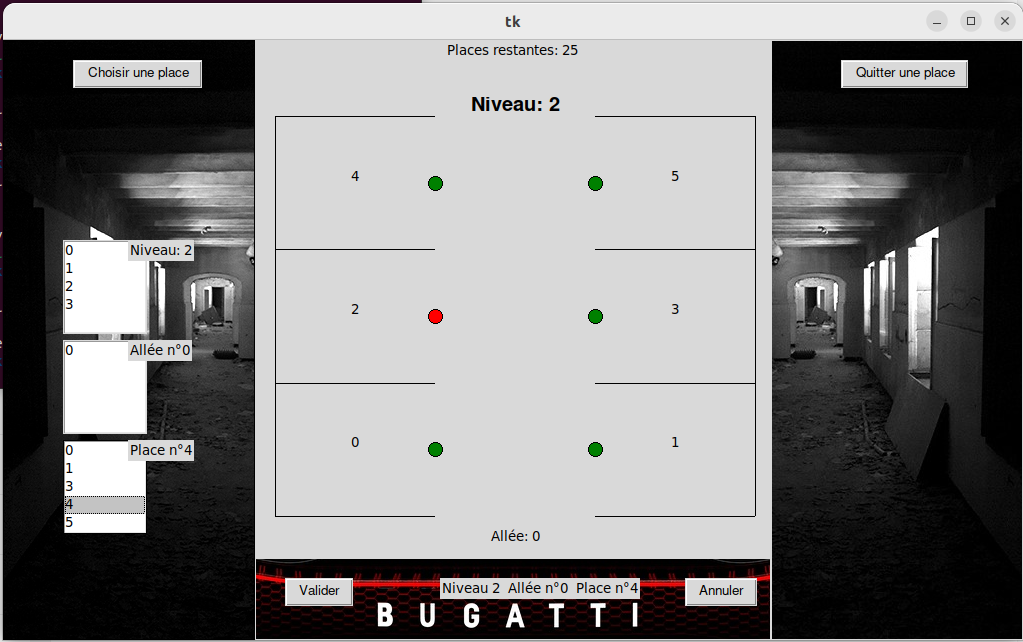 tk
Choisir une place
Places restantes: 25
Quitter une place
Niveau: 2
4
5
2
3
0
1
Allée: 0
0
1
2
3
Niveau: 2
0
Allée n°0
0
1
3
4
5
Place n°4
Valider
Niveau 2 Allée n°0 Place n°4
Annuler
BUGATTI